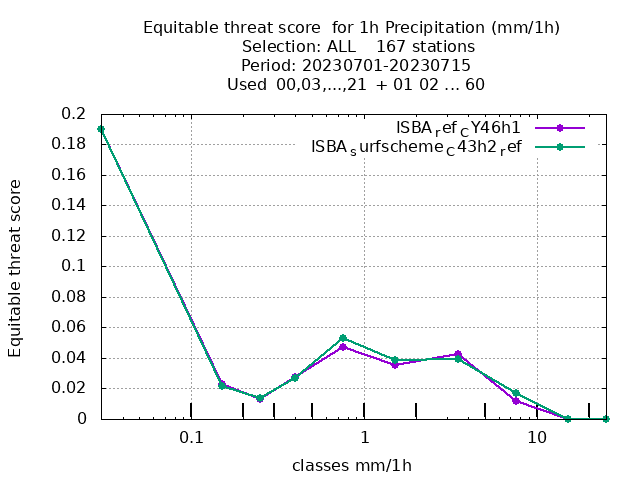 Equitable threat score  for 1h Precipitation (mm/1h)
Selection: ALL    167 stations
Period: 20230701-20230715
Used  00,03,...,21  + 01 02 ... 60
ISBA_ref_CY46h1
ISBA_surfscheme_C43h2_ref
0.2
0.18
0.16
0.14
0.12
0.1
0.08
0.06
0.04
0.02
0
Equitable threat score
0.1 1 10
classes mm/1h